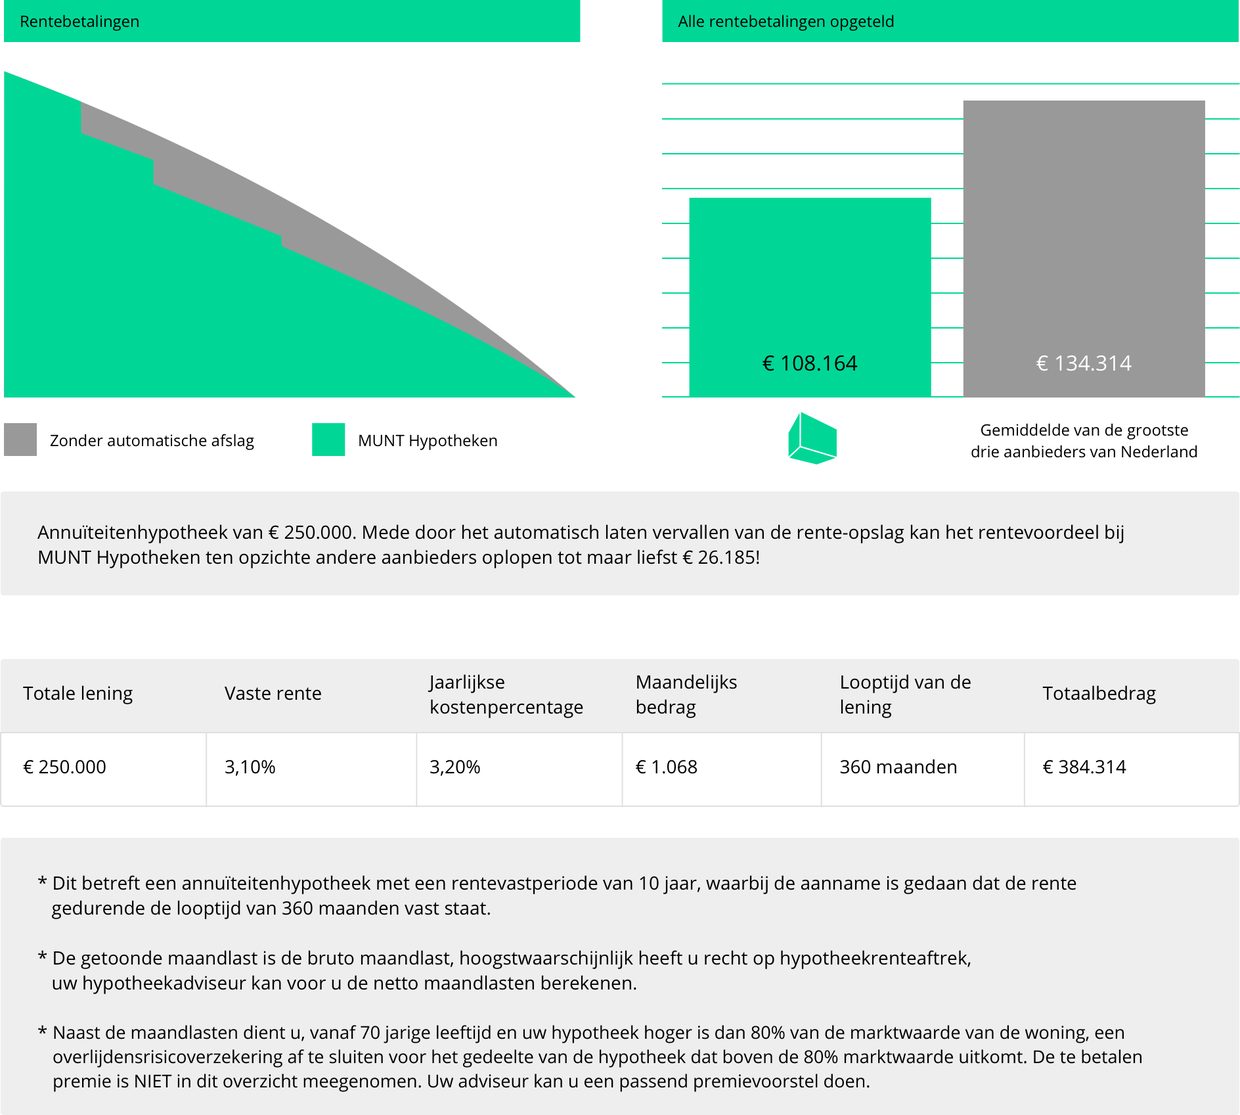 Rentebetalingen
Zonder automatische afslag
MUNT Hypotheken
Alle rentebetalingen opgeteld
€ 108.164
€ 134.314
Gemiddelde van de grootste
drie aanbieders van Nederland
Annuïteitenhypotheek van € 250.000. Mede door het automatisch laten vervallen van de rente-opslag kan het rentevoordeel bij
MUNT Hypotheken ten opzichte andere aanbieders oplopen tot maar liefst € 26.185!
Totale lening
Vaste rente
Jaarlijkse
kostenpercentage
Maandelijks
bedrag
Looptijd van de
lening
Totaalbedrag
€ 250.000
3,10%
3,20%
€ 1.068
360 maanden
€ 384.314
* Dit betreft een annuïteitenhypotheek met een rentevastperiode van 10 jaar, waarbij de aanname is gedaan dat de rente
gedurende de looptijd van 360 maanden vast staat.
* De getoonde maandlast is de bruto maandlast, hoogstwaarschijnlijk heeft u recht op hypotheekrenteaftrek,
uw hypotheekadviseur kan voor u de netto maandlasten berekenen.
* Naast de maandlasten dient u, vanaf 70 jarige leeftijd en uw hypotheek hoger is dan 80% van de marktwaarde van de woning, een
overlijdensrisicoverzekering af te sluiten voor het gedeelte van de hypotheek dat boven de 80% marktwaarde uitkomt. De te betalen
premie is NIET in dit overzicht meegenomen. Uw adviseur kan u een passend premievoorstel doen.